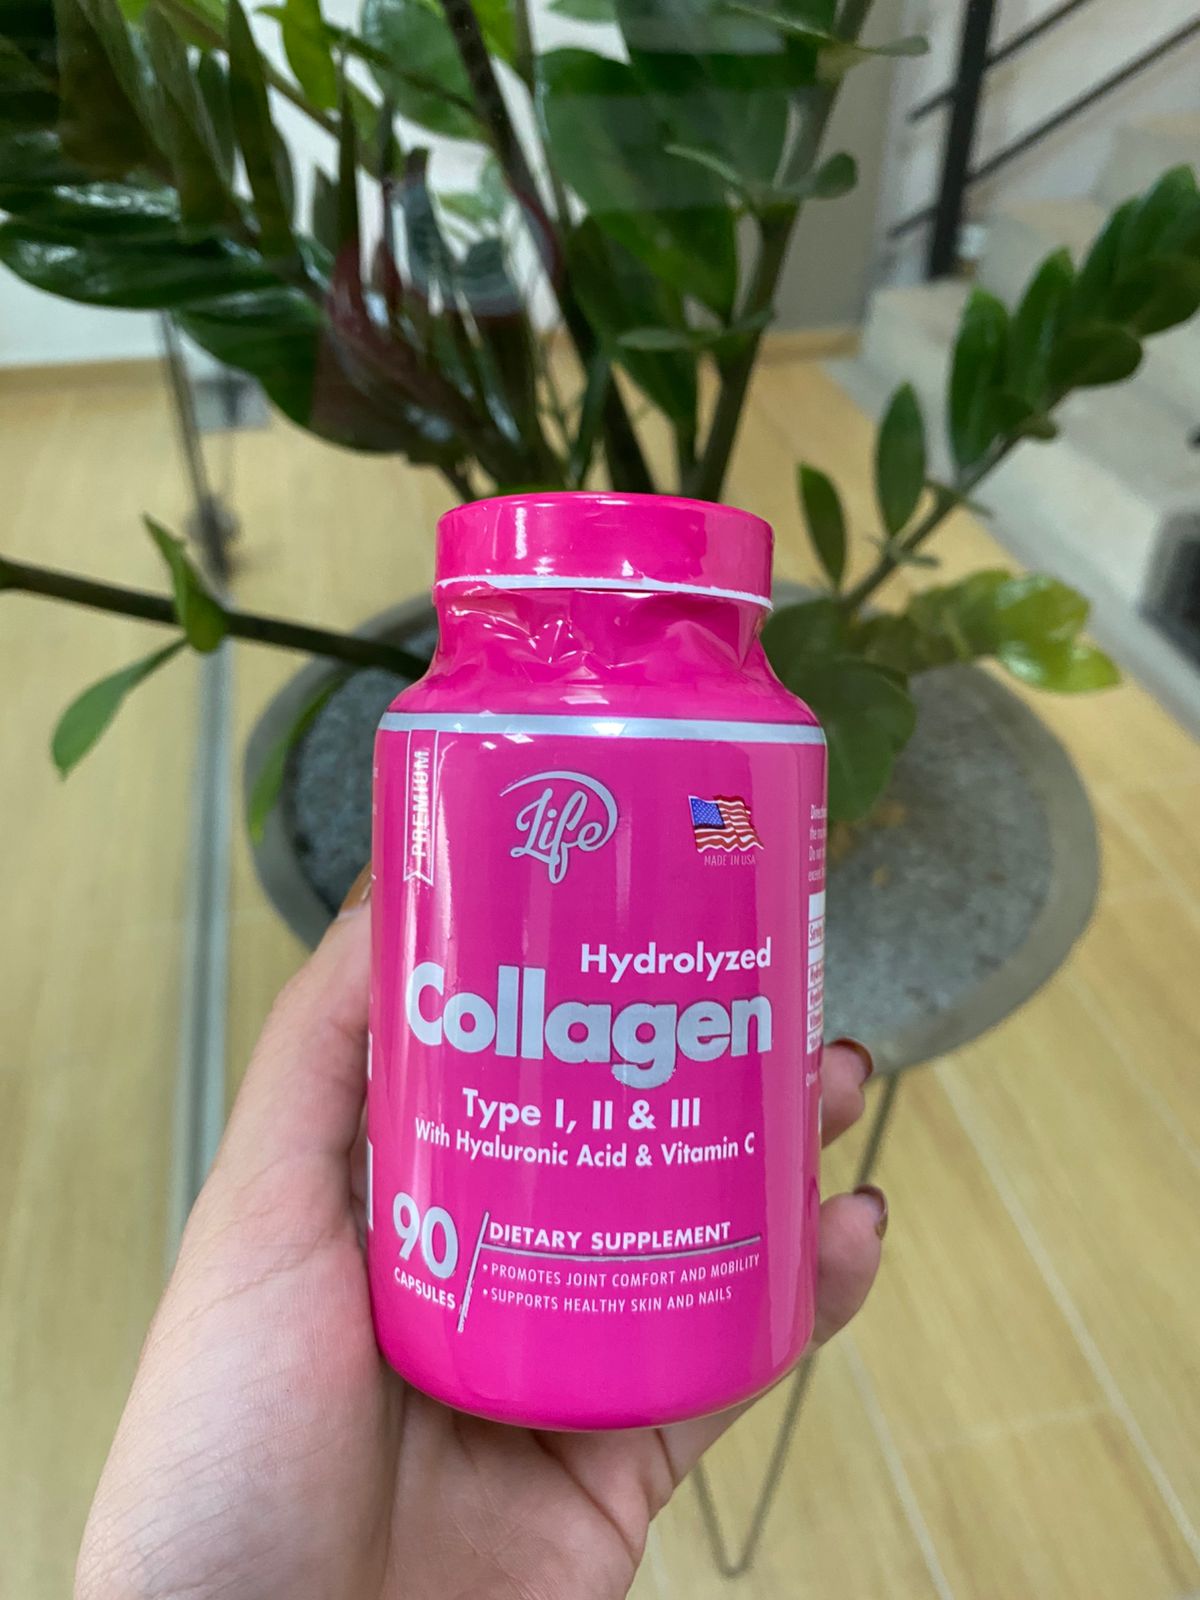 PREMIUM
Life
MADE IN USA
Hydrolyzed
Collagen
Type I, II & III
With Hyaluronic Acid & Vitamin C
90
CAPSULES
DIETARY SUPPLEMENT
• PROMOTES JOINT COMFORT AND MOBILITY
• SUPPORTS HEALTHY SKIN AND NAILS